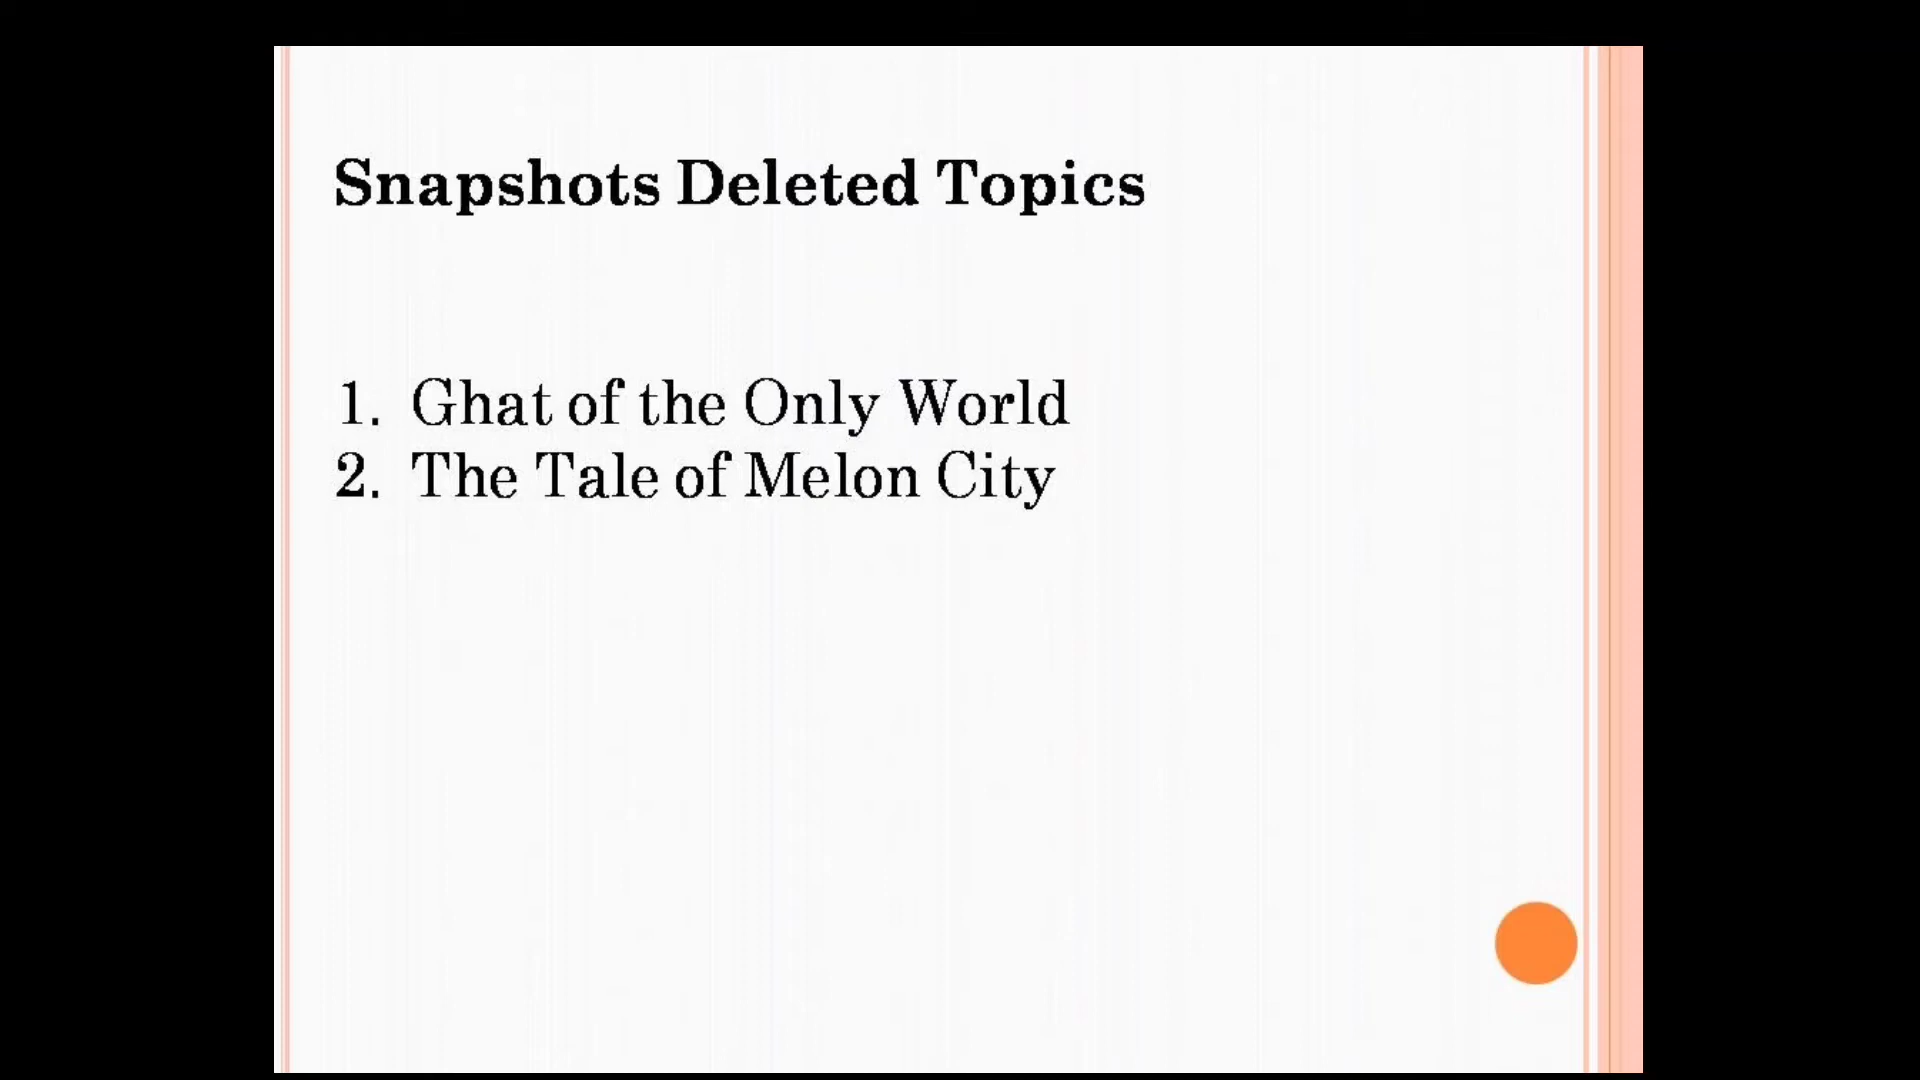 Snapshots Deleted Topics
1. Ghat of the Only World
2. The Tale of Melon City